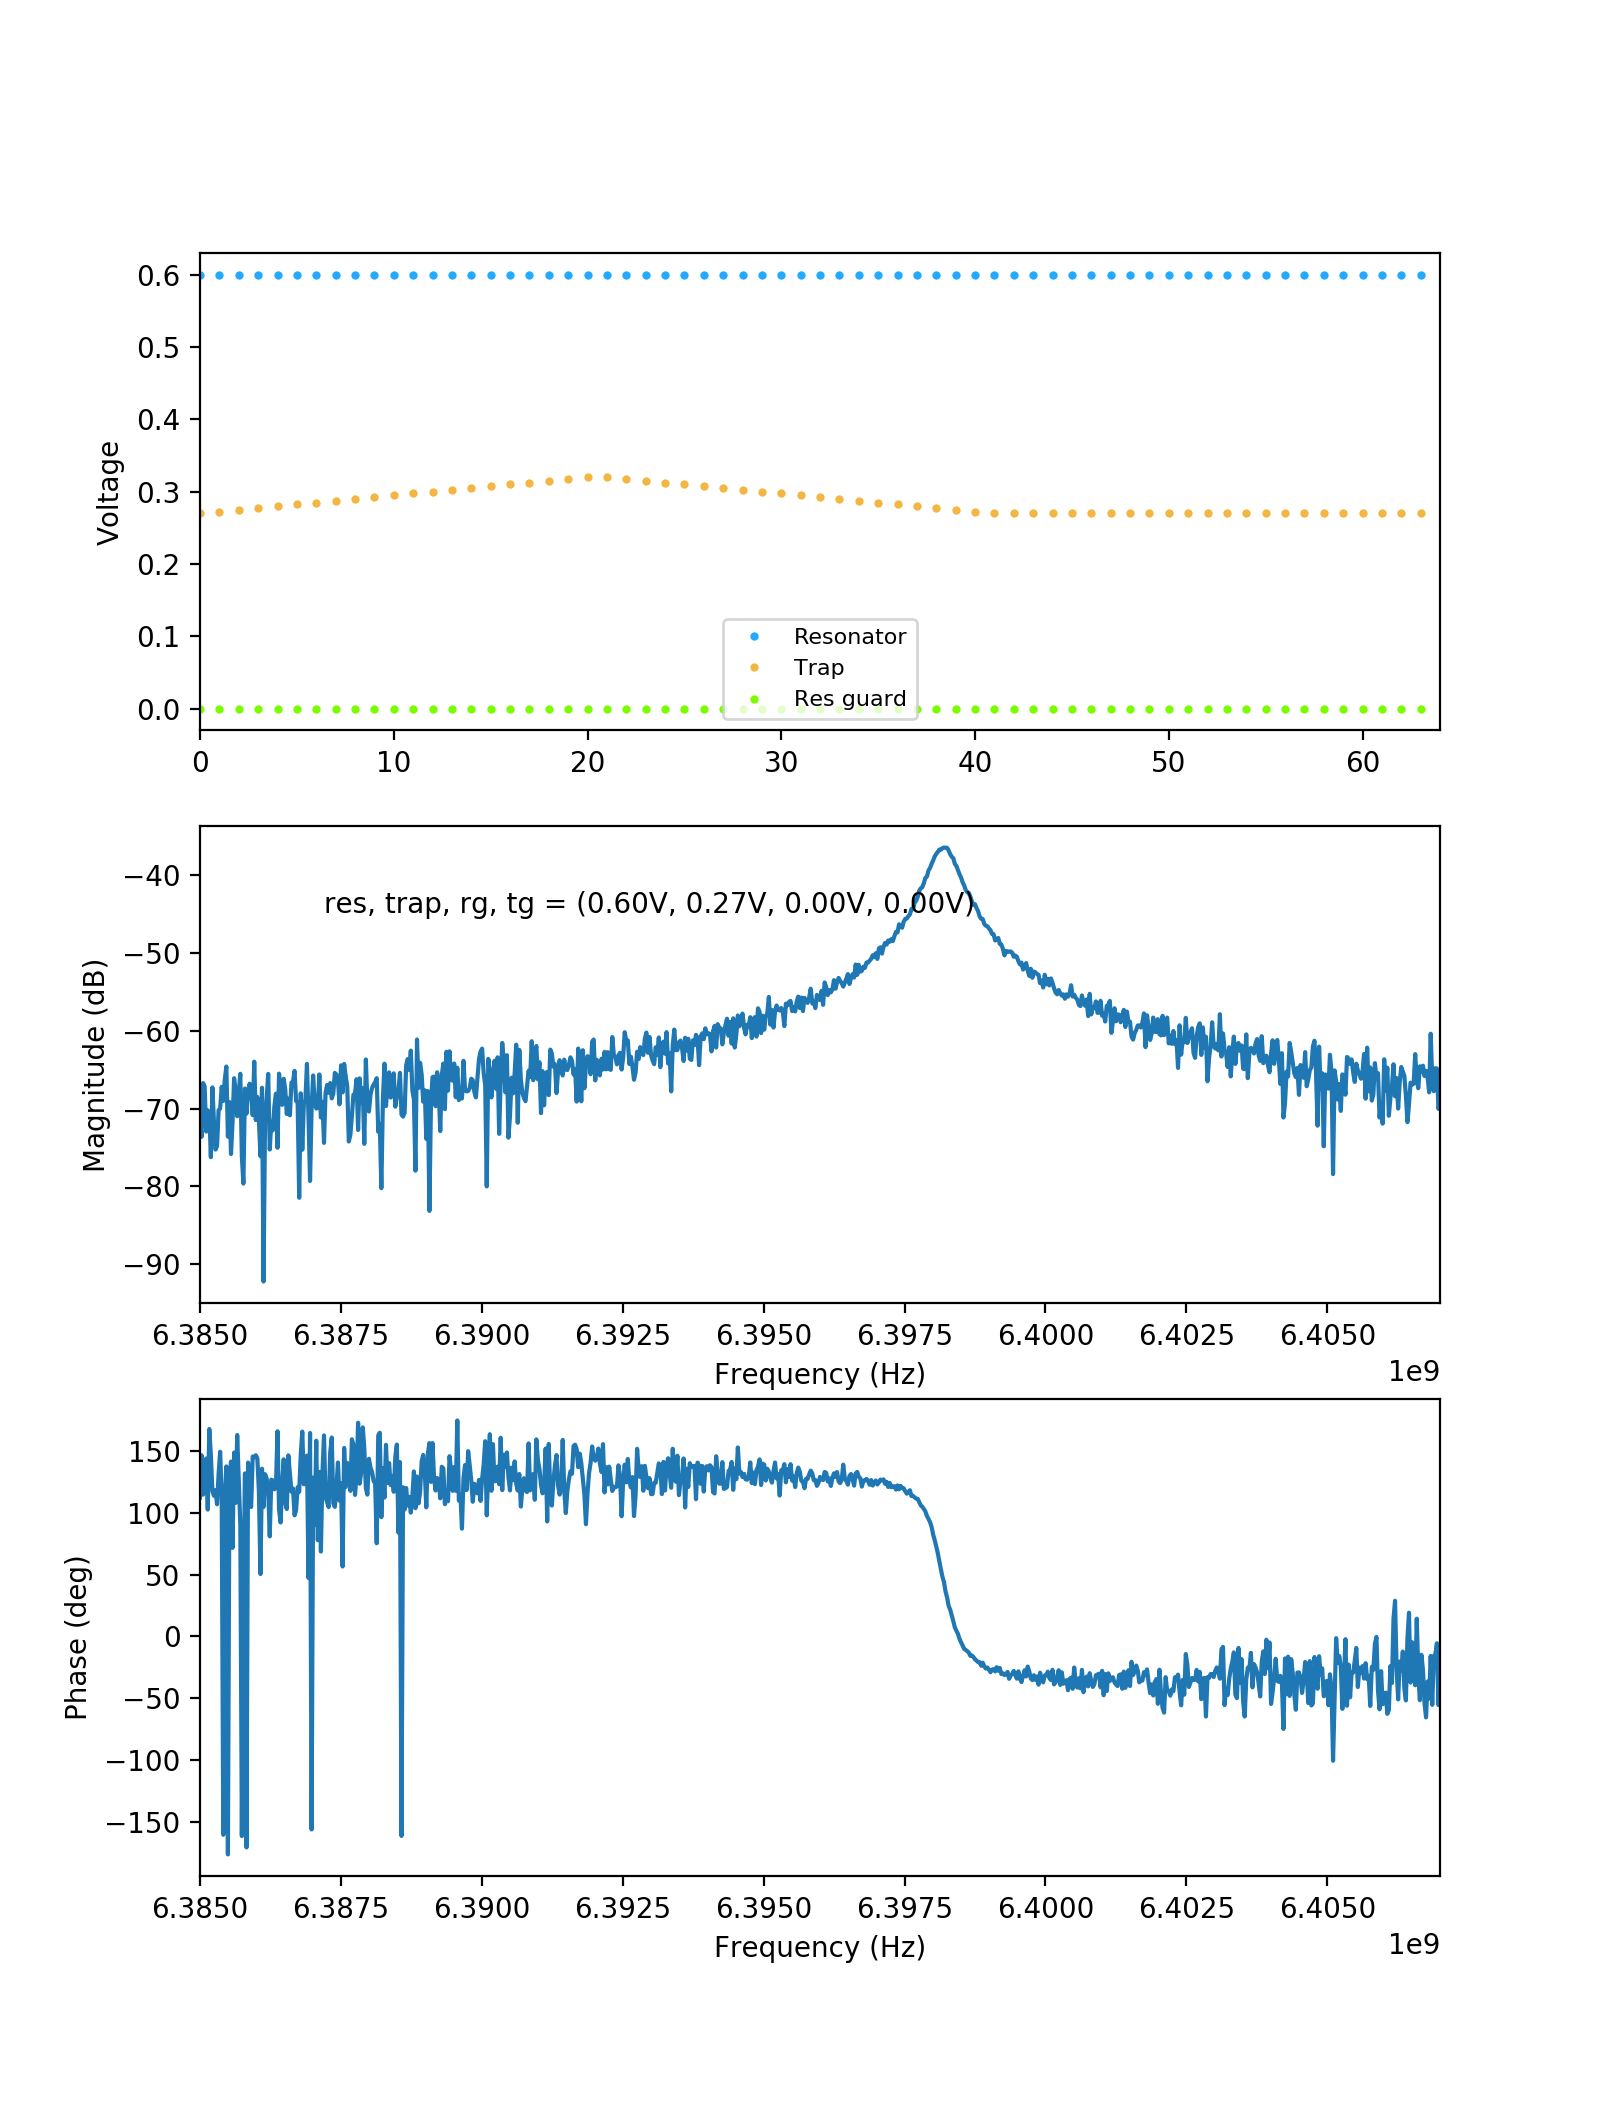 0.6
0.5
0.4
0.3
0.2
0.1
0.0
Voltage
Resonator
Trap
Res guard
0 10 20 30 40 50 60
−40
−50
−60
−70
−80
−90
Magnitude (dB)
res, trap, rg, tg = (0.60V, 0.27V, 0.00V, 0.00V)
6.3850 6.3875 6.3900 6.3925 6.3950 6.3975 6.4000 6.4025 6.4050
1e9
Frequency (Hz)
150
100
50
0
−50
−100
−150
Phase (deg)
6.3850 6.3875 6.3900 6.3925 6.3950 6.3975 6.4000 6.4025 6.4050
1e9
Frequency (Hz)